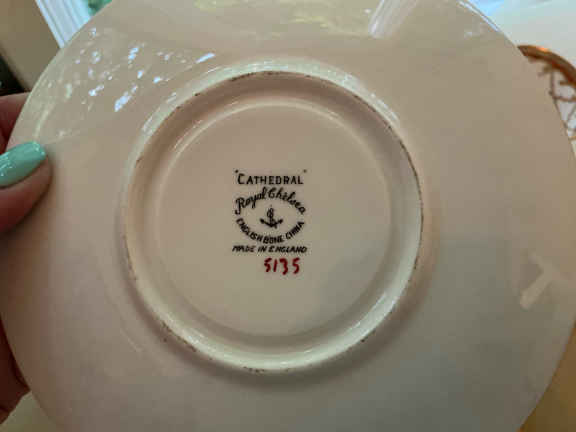 "CATHEDRAL"
Royal Chelsea
ENGLISH BONE CHINA
MADE IN ENGLAND
5135